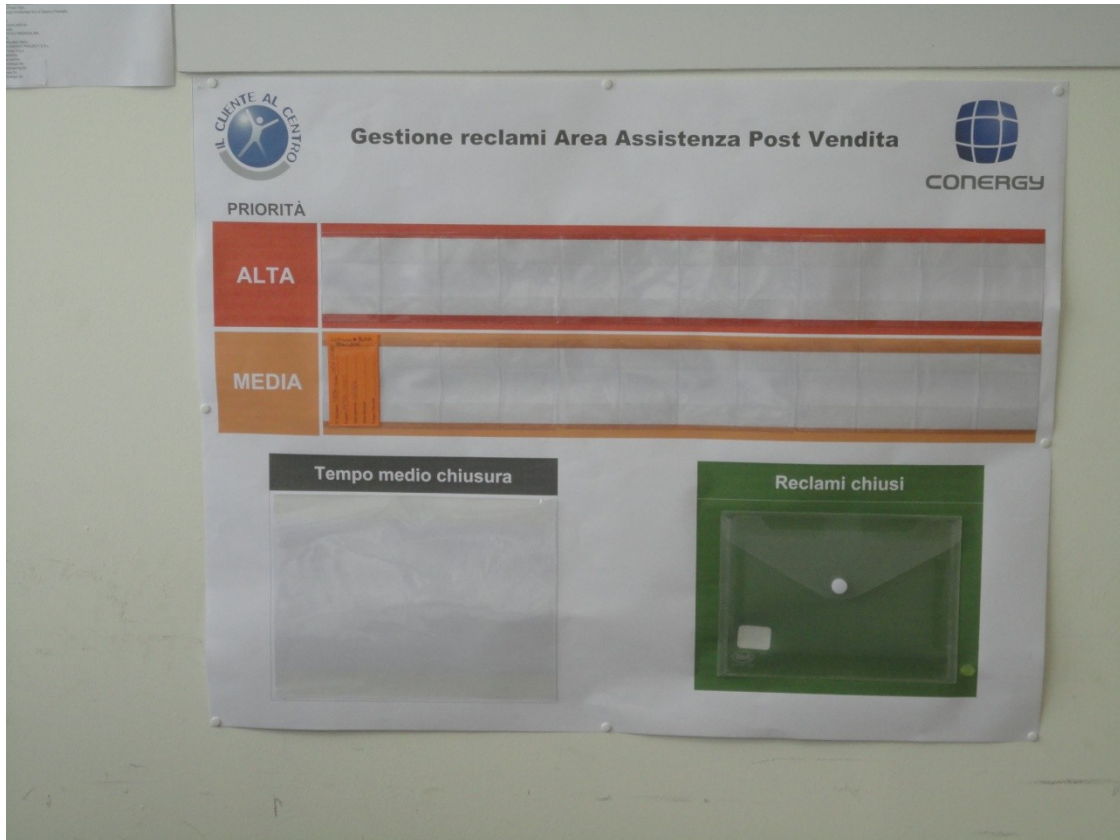 IL CLIENTE AL CENTRO
Gestione reclami Area Assistenza Post Vendita
CONERGY
PRIORITÀ
ALTA
MEDIA
Tempo medio chiusura
Reclami chiusi